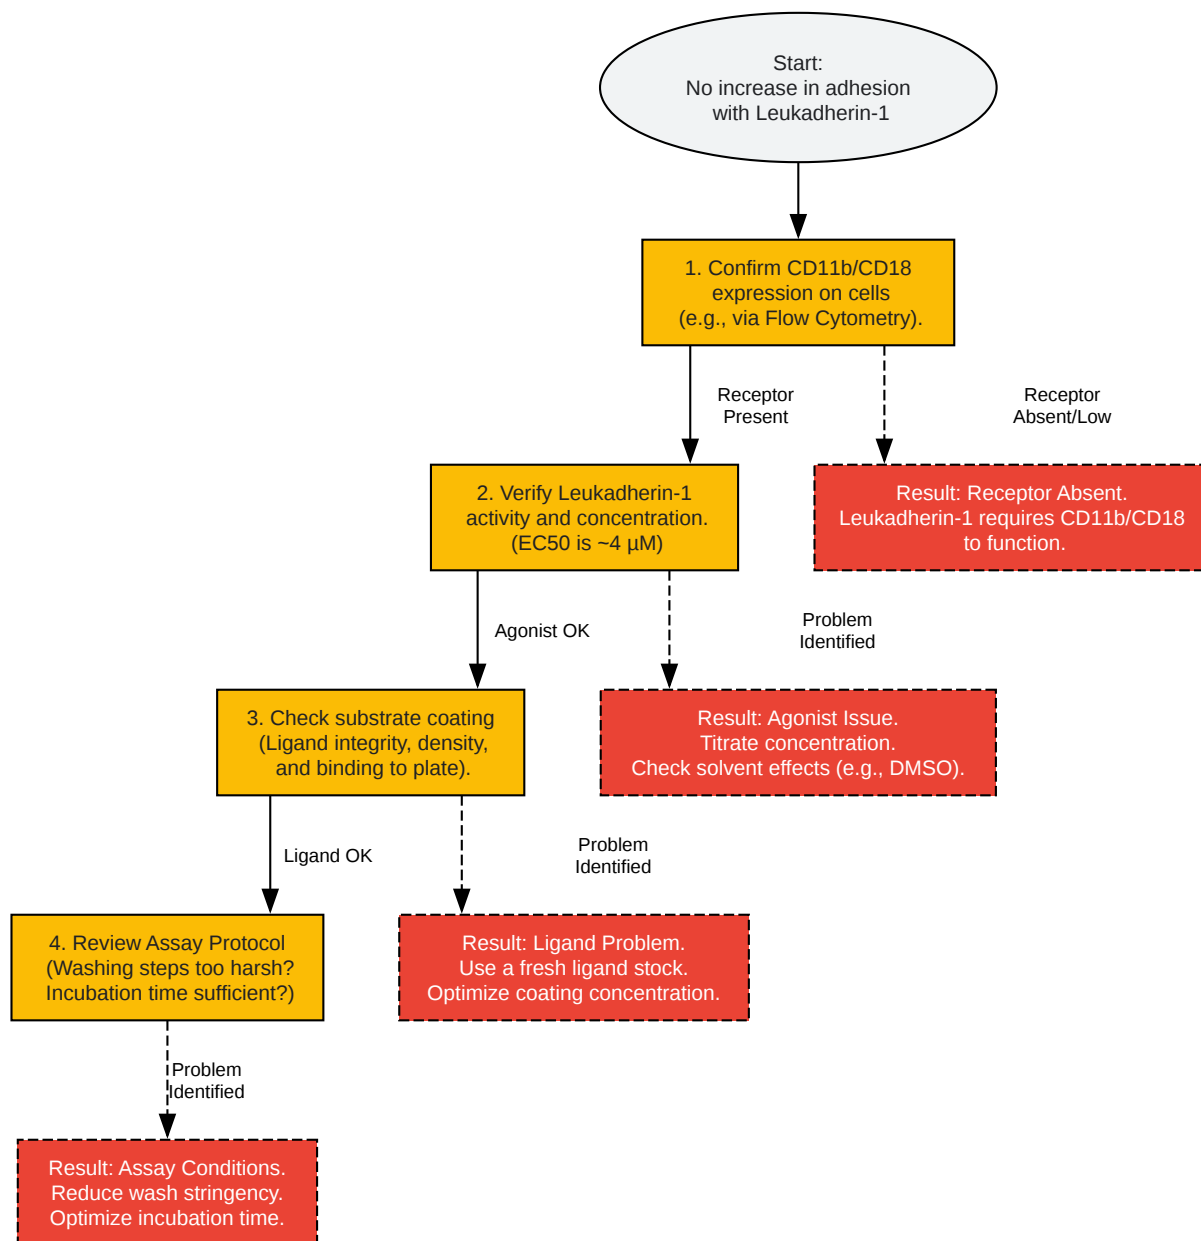 Start:
No increase in adhesion
with Leukadherin-1
1. Confirm CD11b/CD18
expression on cells
(e.g., via Flow Cytometry).
Receptor
Present
Receptor
Absent/Low
2. Verify Leukadherin-1
activity and concentration.
(EC50 is ~4 µM)
Result: Receptor Absent.
Leukadherin-1 requires CD11b/CD18
to function.
Agonist OK
Problem
Identified
3. Check substrate coating
(Ligand integrity, density,
and binding to plate).
Result: Agonist Issue.
Titrate concentration.
Check solvent effects (e.g., DMSO).
Ligand OK
Problem
Identified
4. Review Assay Protocol
(Washing steps too harsh?
Incubation time sufficient?)
Result: Ligand Problem.
Use a fresh ligand stock.
Optimize coating concentration.
Problem
Identified
Result: Assay Conditions.
Reduce wash stringency.
Optimize incubation time.